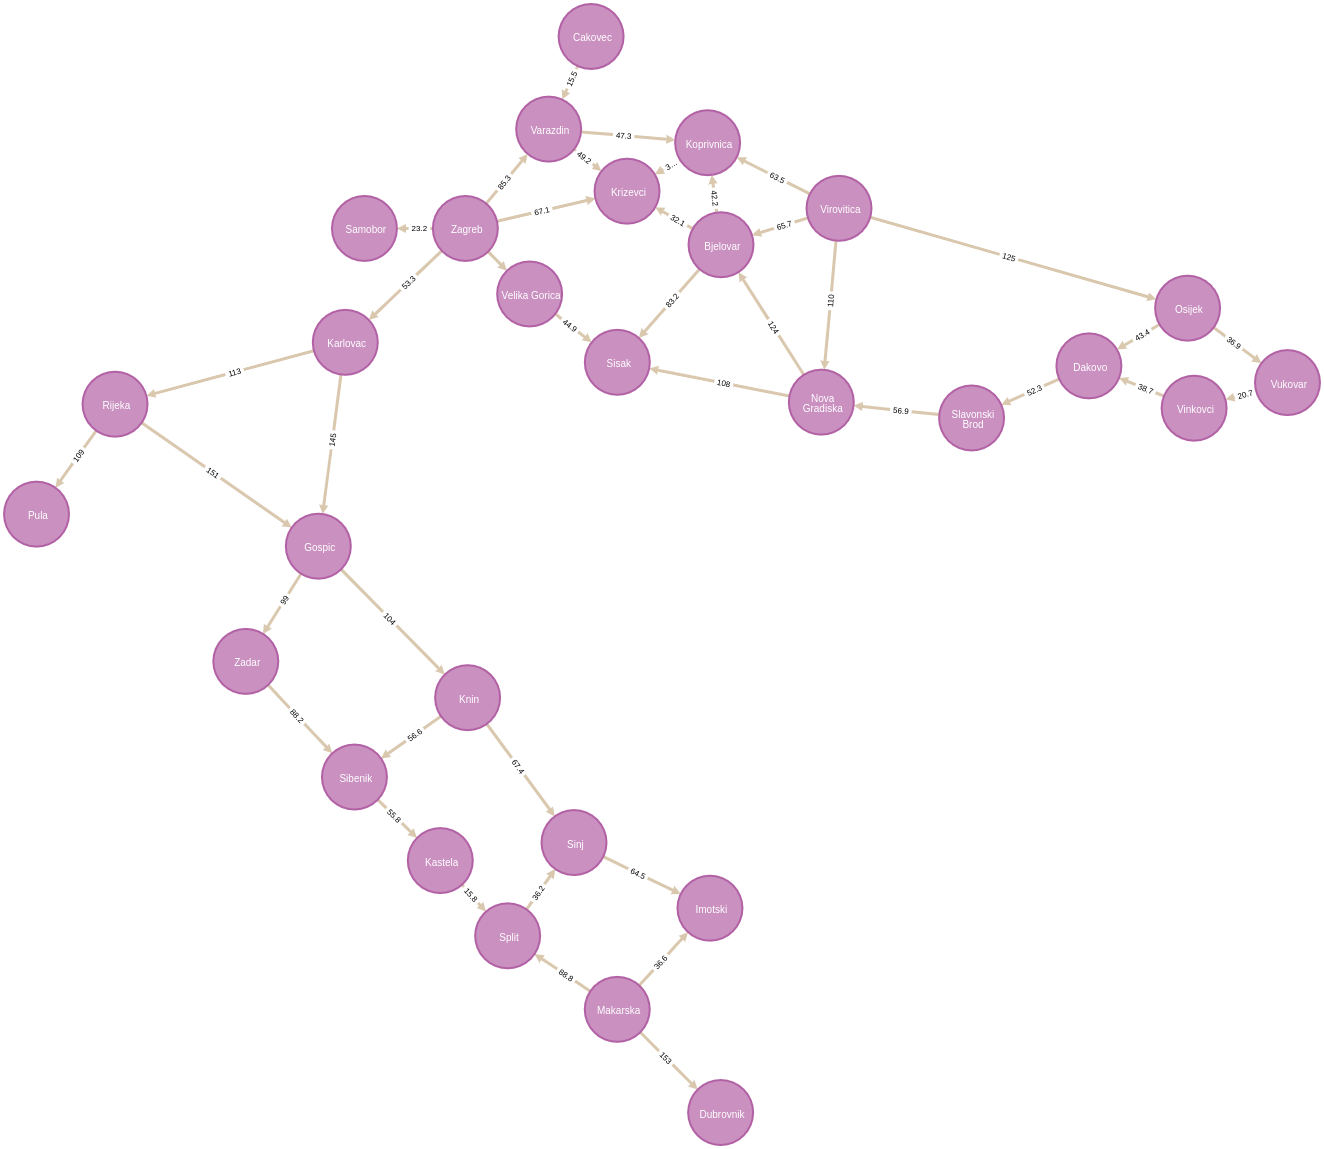 Cakovec
15.5
Varazdin
47.3
Koprivnica
49.2
3...
63.5
85.3
Krizevci
42.2
Virovitica
Samobor
23.2
Zagreb
67.1
32.1
65.7
Bjelovar
125
53.3
Velika Gorica
83.2
110
Osijek
44.9
124
43.4
36.9
Karlovac
Sisak
Dakovo
113
108
Nova
Gradiska
56.9
52.3
38.7
20.7
Vukovar
Rijeka
Slavonski
Brod
Vinkovci
145
109
151
Pula
Gospic
99
104
Zadar
Knin
88.2
56.6
67.4
Sibenik
55.8
Sinj
Kastela
64.5
15.8
36.2
Imotski
Split
88.8
36.6
Makarska
153
Dubrovnik